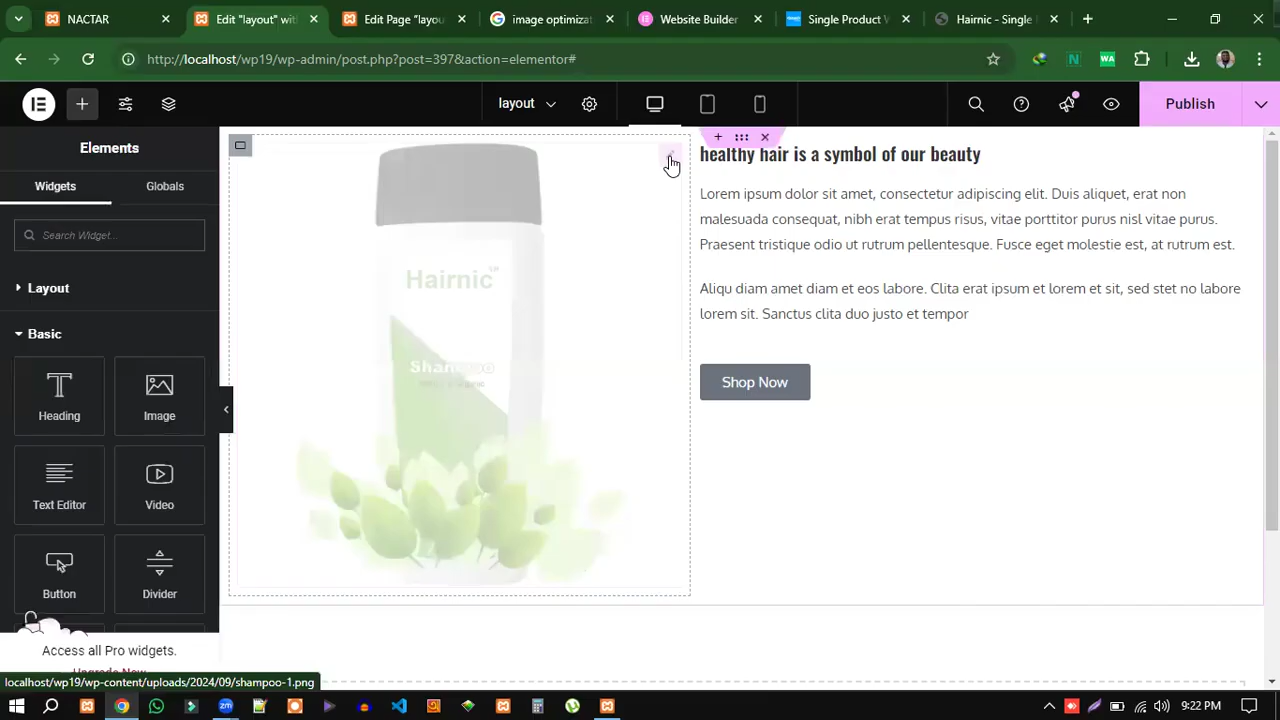 NACTAR
Edit "layout" wit
Edit Page "layou
image optimizat
Website Builder
Single Product V
Hairnic - Single
http://localhost/wp19/wp-admin/post.php?post=397&action=elementor#
layout
Publish
Elements
Widgets
Globals
Search Widget...
Layout
Basic
Heading
Image
Text Editor
Video
Button
Divider
Access all Pro widgets.
Upgrade Now
healthy hair is a symbol of our beauty
Lorem ipsum dolor sit amet, consectetur adipiscing elit. Duis aliquet, erat non
malesuada consequat, nibh erat tempus risus, vitae porttitor purus nisl vitae purus.
Praesent tristique odio ut rutrum pellentesque. Fusce eget molestie est, at rutrum est.
Aliqu diam amet diam et eos labore. Clita erat ipsum et lorem et sit, sed stet no labore
lorem sit. Sanctus clita duo justo et tempor
Shop Now
Hairnic™
Shampoo
localhost/wp19/wp-content/uploads/2024/09/shampoo-1.png
9:22 PM